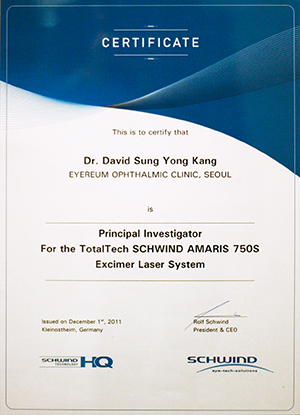 CERTIFICATE
This is to certify that
Dr. David Sung Yong Kang
EYEREUM OPHTHALMIC CLINIC, SEOUL
is
Principal Investigator
For the TotalTech SCHWIND AMARIS 750S
Excimer Laser System
Issued on December 1st, 2011
Kleinostheim, Germany
Rolf Schwind
President & CEO
SCHWIND
TECHNOLOGY
HQ
SCHWIND
eye-tech-solutions